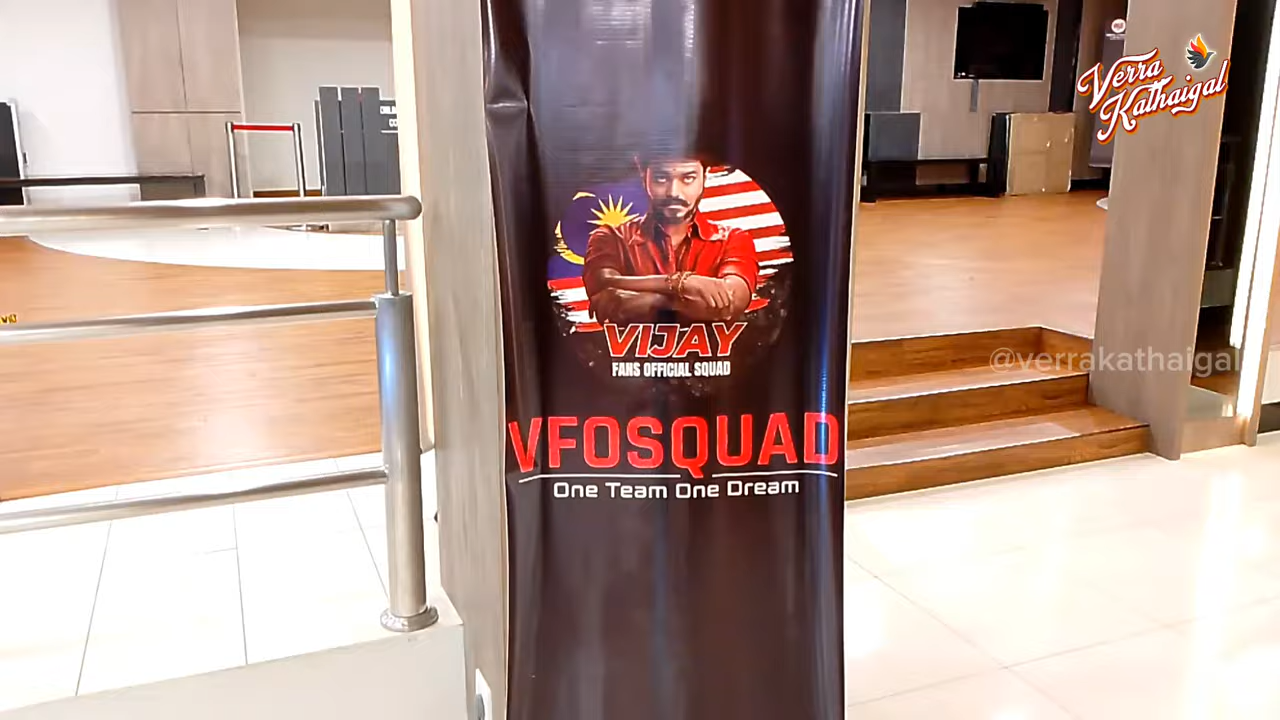 Verra
Kathaigal
VIJAY
FANS OFFICIAL SQUAD
@verrakathaigal
VFOSQUAD
One Team One Dream